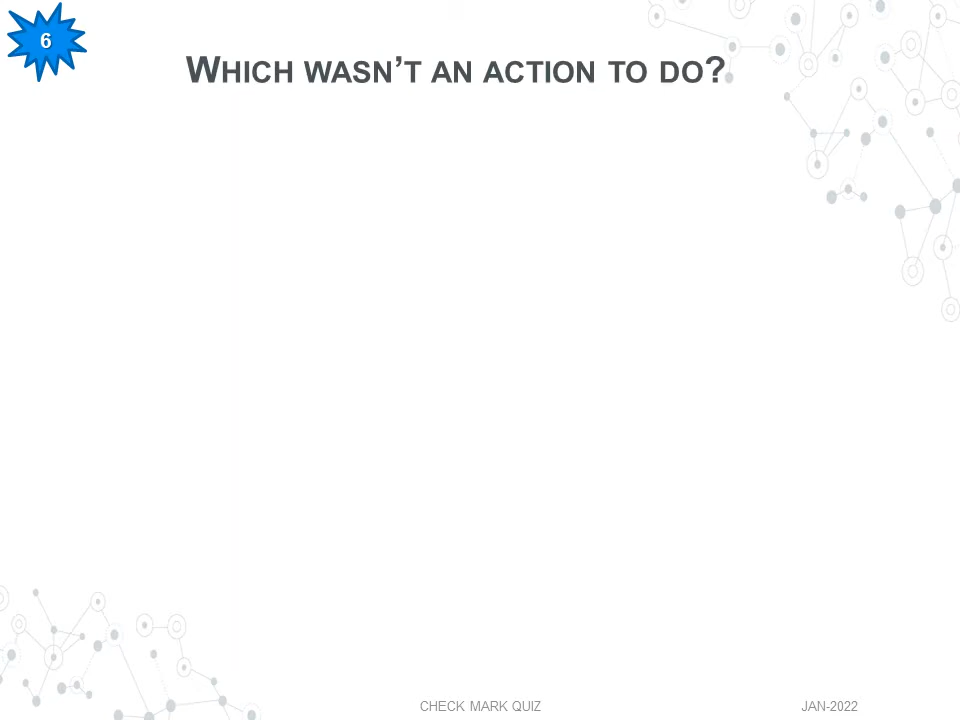 6
WHICH WASN’T AN ACTION TO DO?
CHECK MARK QUIZ
JAN-2022